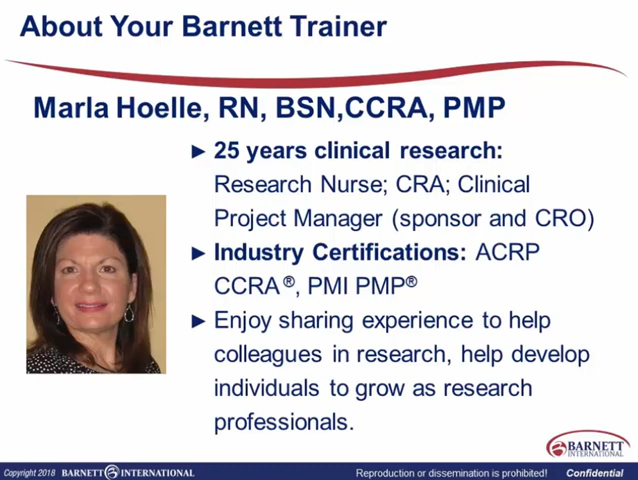 About Your Barnett Trainer
Marla Hoelle, RN, BSN,CCRA, PMP
► 25 years clinical research:
Research Nurse; CRA; Clinical
Project Manager (sponsor and CRO)
► Industry Certifications: ACRP
CCRA®, PMI PMP®
► Enjoy sharing experience to help
colleagues in research, help develop
individuals to grow as research
professionals.
BARNETT
INTERNATIONAL
Copyright 2018 BARNETT INTERNATIONAL Reproduction or dissemination is prohibited! Confidential